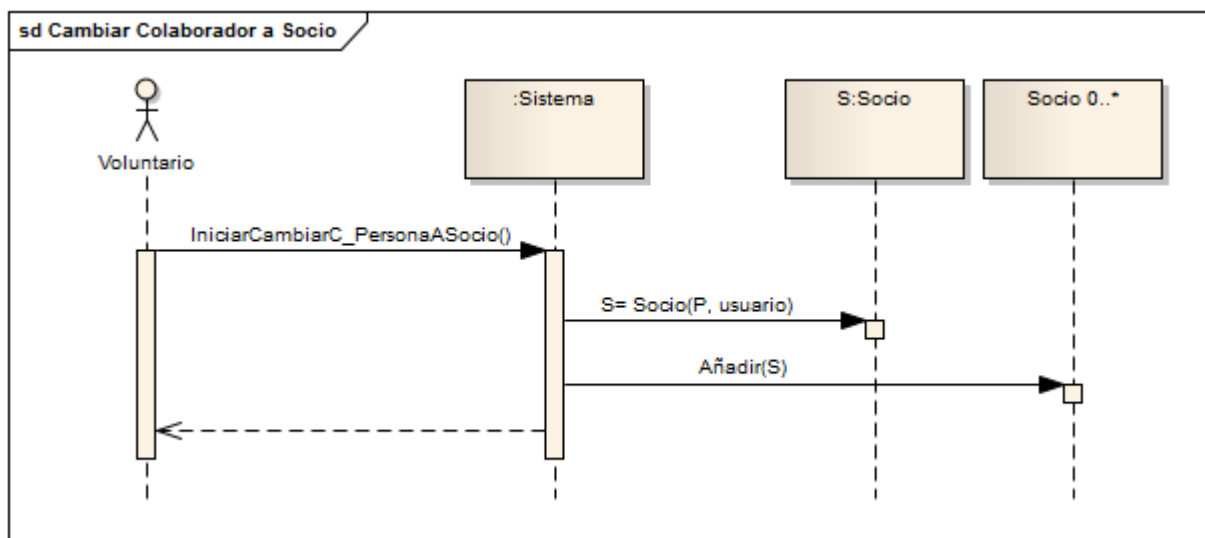 sd Cambiar Colaborador a Socio
:Sistema
S:Socio
Socio 0..*
Voluntario
IniciarCambiarC_PersonaASocio()
S= Socio(P, usuario)
Añadir(S)